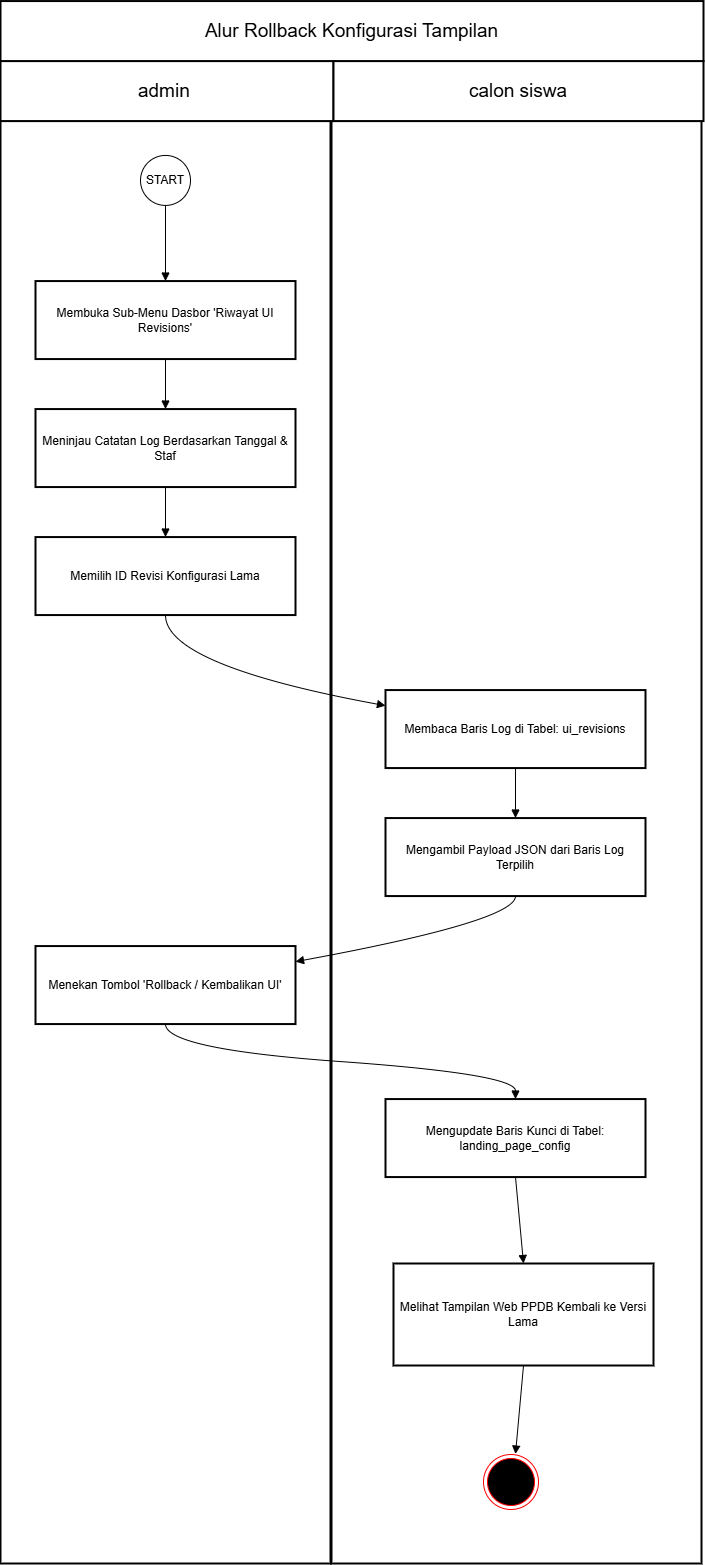 Alur Rollback Konfigurasi Tampilan
admin
calon siswa
START
Membuka Sub-Menu Dasbor 'Riwayat UI
Revisions'
Meninjau Catatan Log Berdasarkan Tanggal &
Staf
Memilih ID Revisi Konfigurasi Lama
Membaca Baris Log di Tabel: ui_revisions
Mengambil Payload JSON dari Baris Log
Terpilih
Menekan Tombol 'Rollback / Kembalikan UI'
Mengupdate Baris Kunci di Tabel:
landing_page_config
Melihat Tampilan Web PPDB Kembali ke Versi
Lama